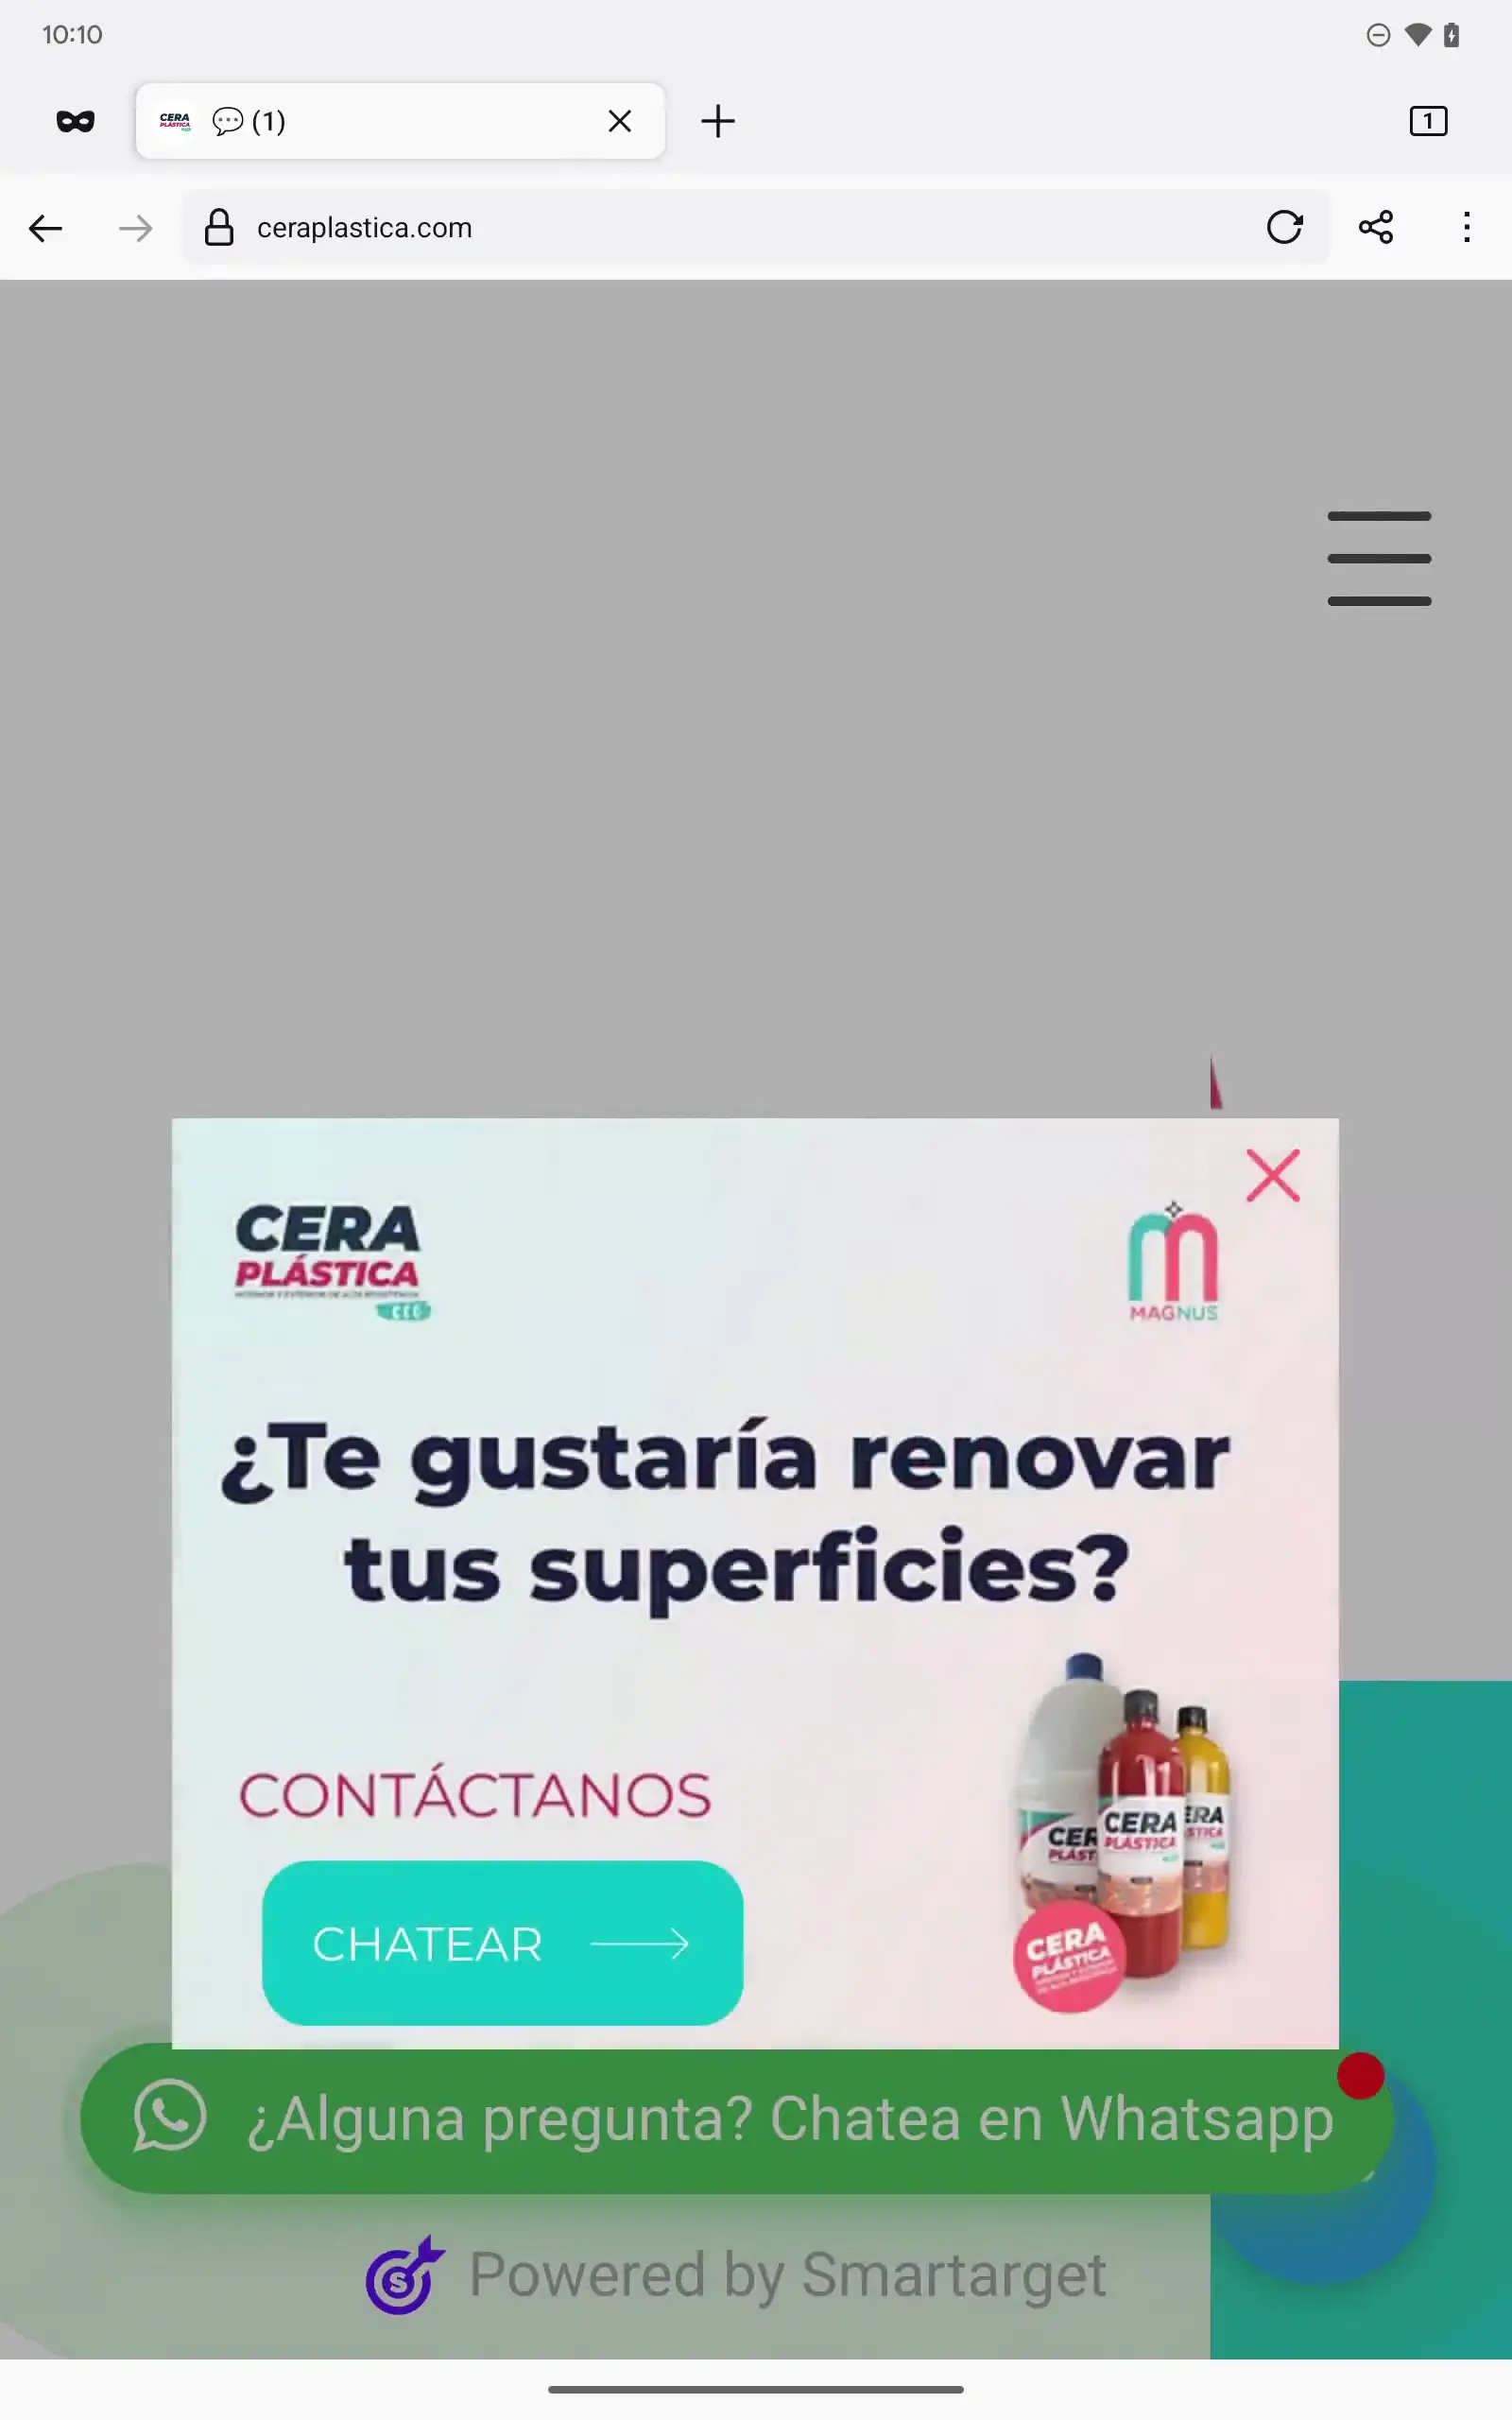 10:10
💬 (1)
1
ceraplastica.com
CERA
PLÁSTICA
MAGNUS
¿Te gustaría renovar
tus superficies?
CONTÁCTANOS
CHATEAR
CERA
PLÁSTICA
CERA
PLÁSTICA
¿Alguna pregunta? Chatea en Whatsapp
Powered by Smartarget